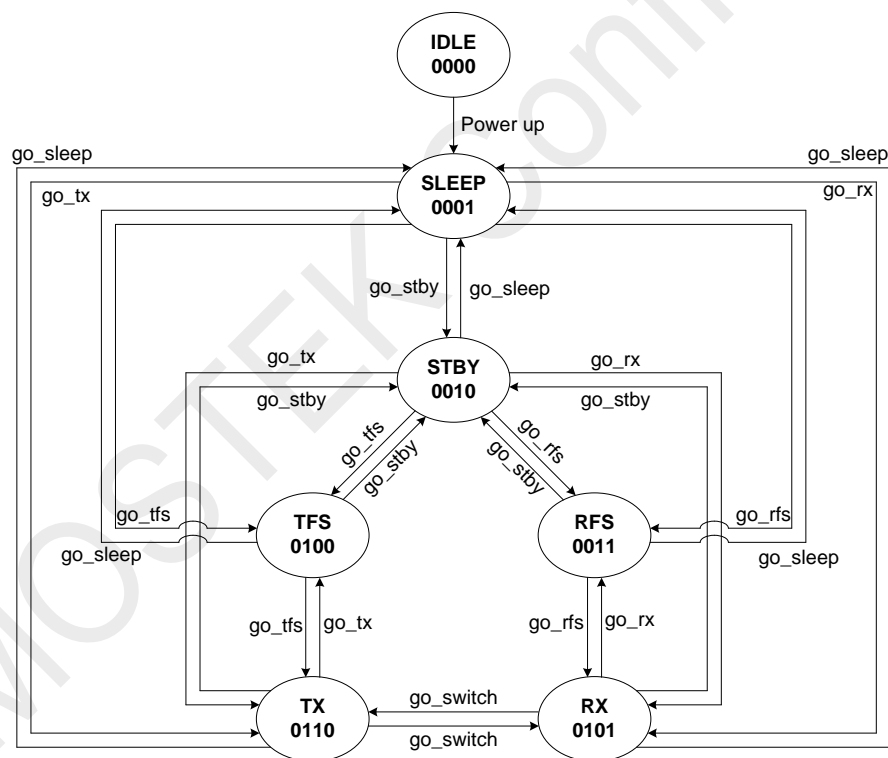 IDLE
0000
Power up
go_sleep
go_sleep
SLEEP
0001
go_tx
go_rx
go_stby
go_sleep
go_tx
STBY
0010
go_rx
go_stby
go_stby
go_tfs
go_stby
go_rfs
go_stby
go_tfs
TFS
0100
RFS
0011
go_rfs
go_sleep
go_sleep
go_tfs
go_tx
go_rfs
go_rx
TX
0110
go_switch
go_switch
RX
0101
MOSTEK